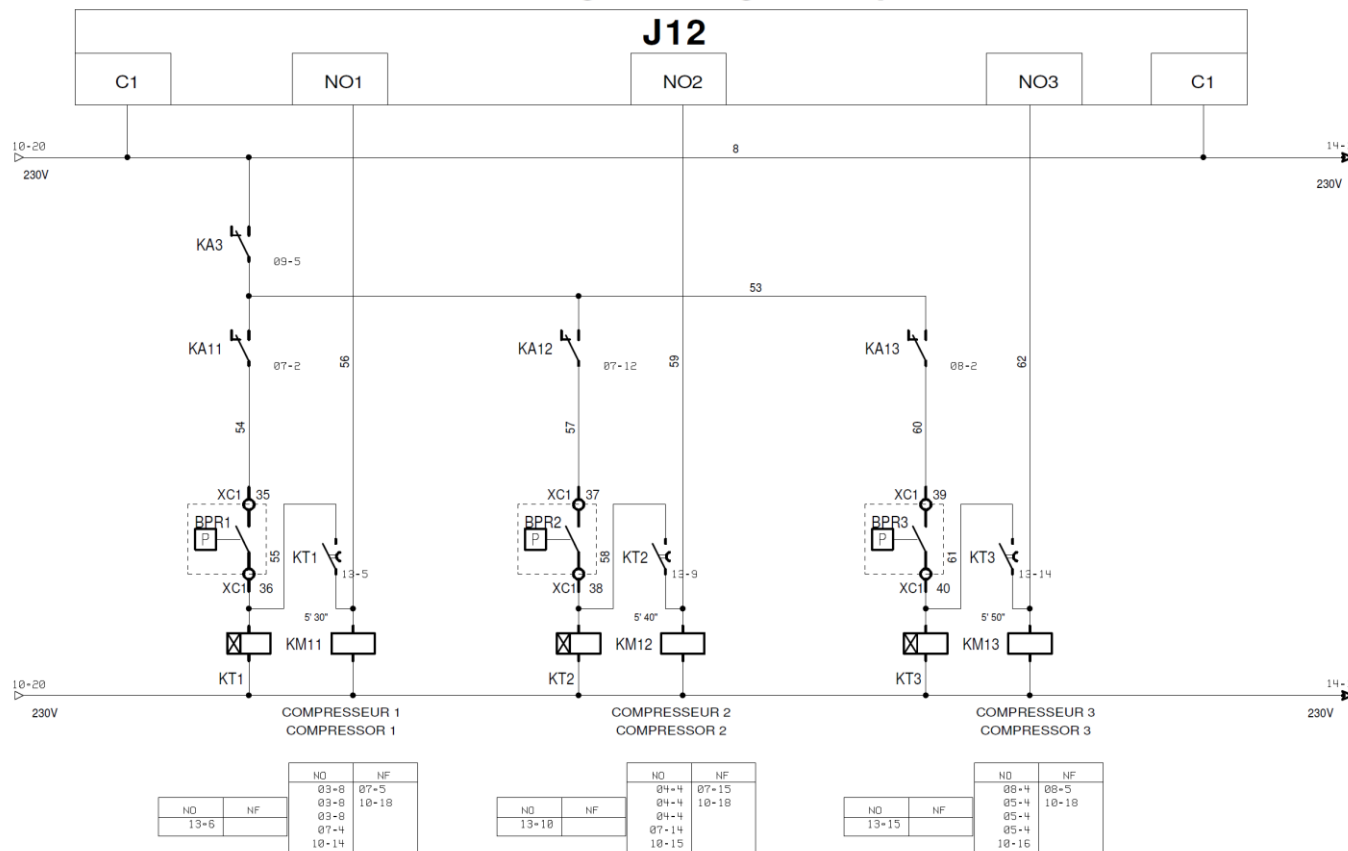 J12
C1 NO1 NO2 NO3 C1
10-20 8 14-
230V 230V
KA3
09-5
53
KA11 KA12 KA13
07-2 56 07-12 59 08-2 62
54 57 60
XC1 35 XC1 37 XC1 39
BPR1 BPR2 BPR3
P P P
55 KT1 58 KT2 61 KT3
13-5 13-9 13-14
XC1 36 XC1 38 XC1 40
5' 30" 5' 40" 5' 50"
KM11 KM12 KM13
KT1 KT2 KT3
10-20 14-
230V 230V
COMPRESSEUR 1 COMPRESSEUR 2 COMPRESSEUR 3
COMPRESSOR 1 COMPRESSOR 2 COMPRESSOR 3
NO NF
13-6
NO NF
03-8 07-5
03-8 10-18
03-8
07-4
10-14
NO NF
13-10
NO NF
04-4 07-15
04-4 10-18
04-4
07-14
10-15
NO NF
13-15
NO NF
08-4 08-5
05-4 10-18
05-4
05-4
10-16